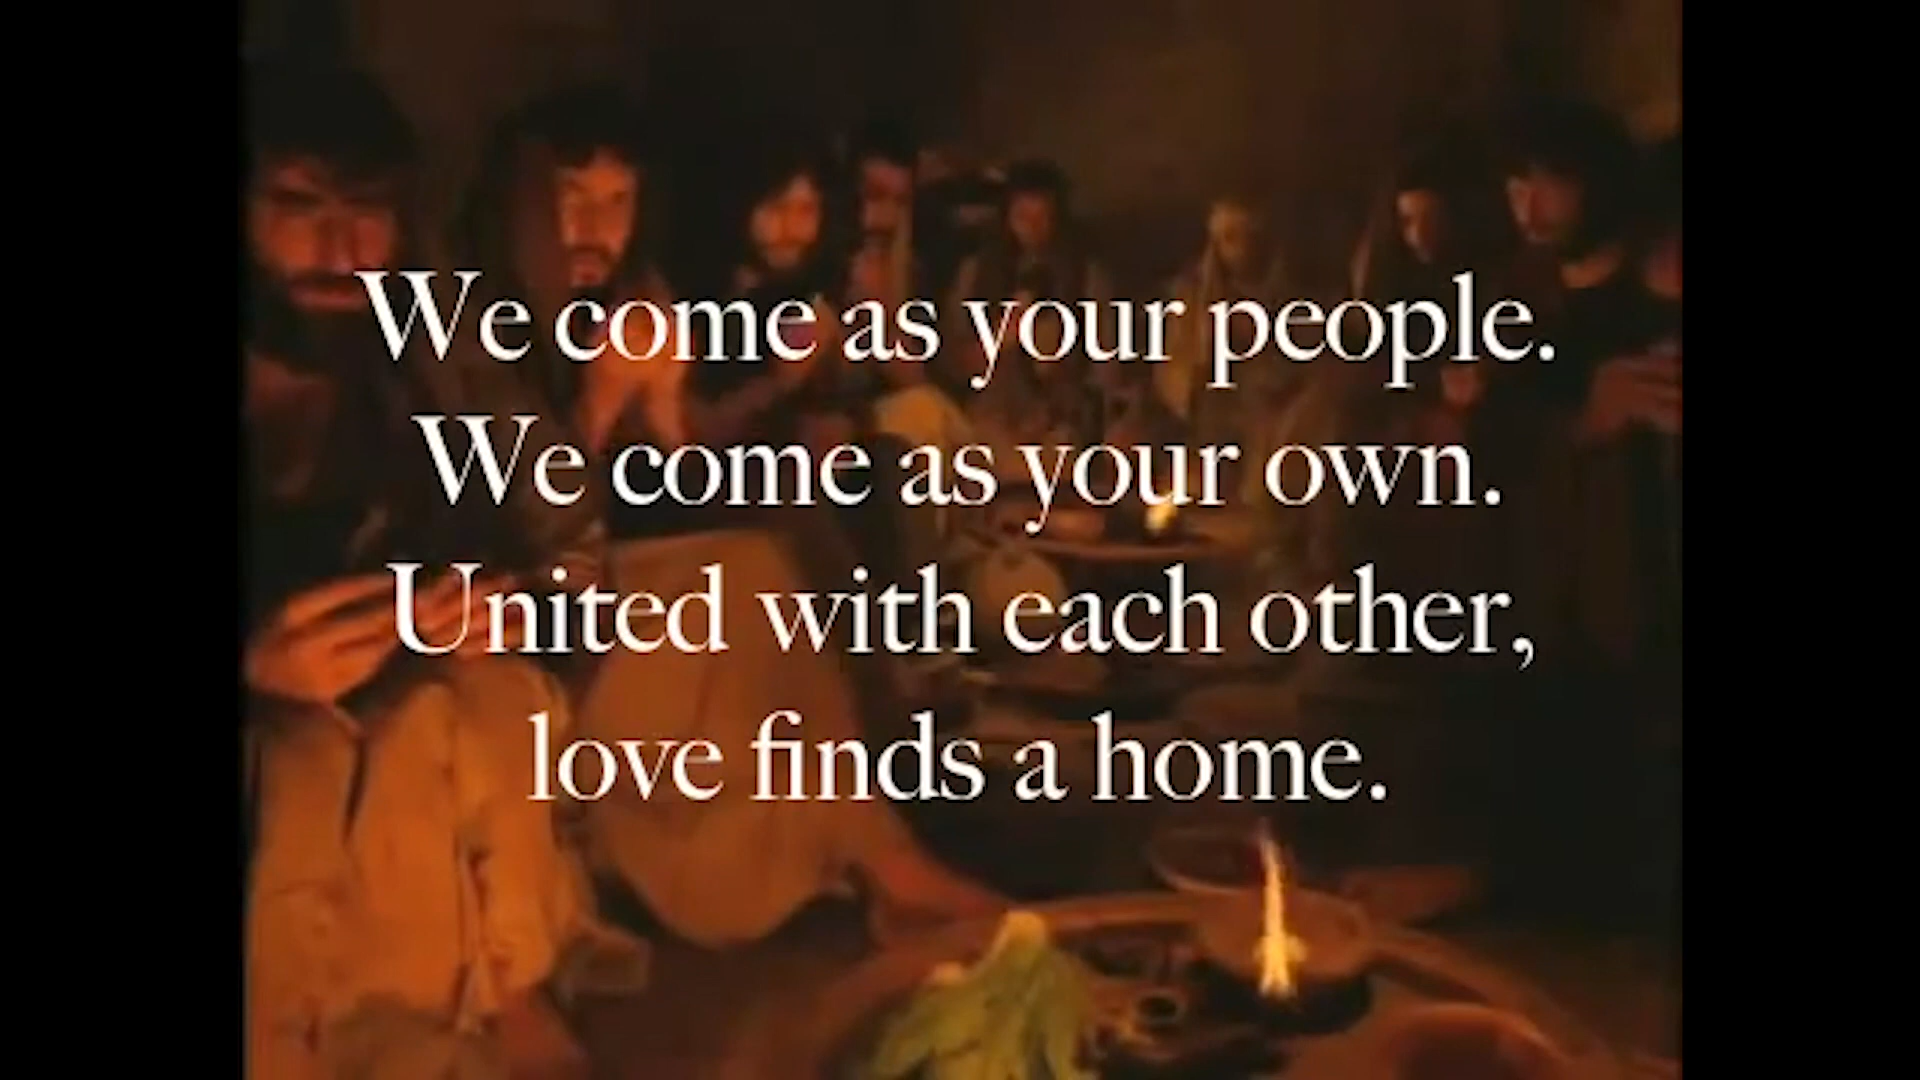 We come as your people.
We come as your own.
United with each other,
love finds a home.